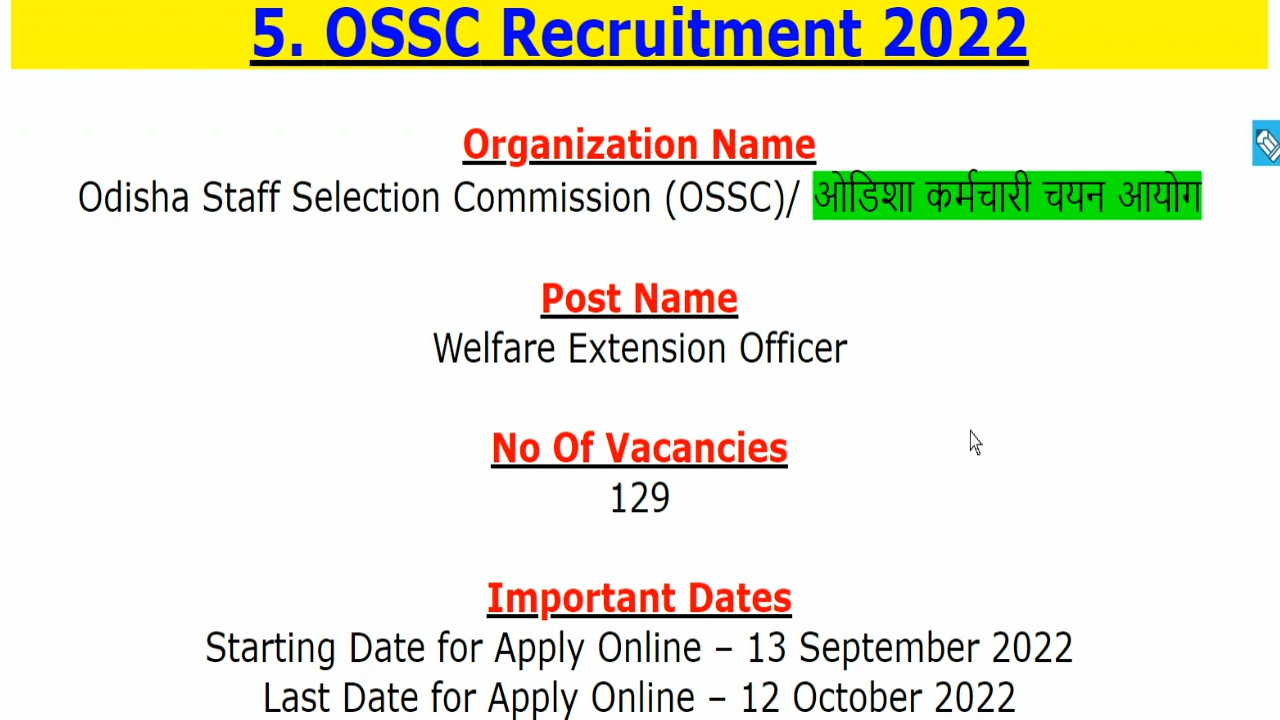 5. OSSC Recruitment 2022
Organization Name
Odisha Staff Selection Commission (OSSC)/ ओडिशा कर्मचारी चयन आयोग
Post Name
Welfare Extension Officer
No Of Vacancies
129
Important Dates
Starting Date for Apply Online – 13 September 2022
Last Date for Apply Online – 12 October 2022